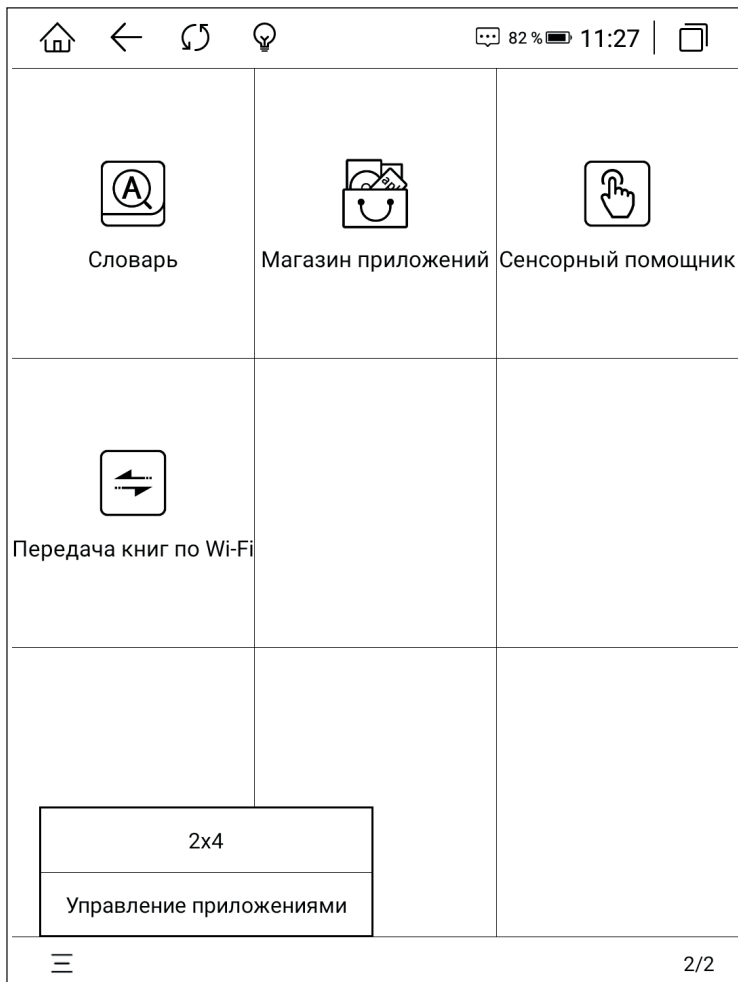 82 % 11:27
Словарь
Магазин приложений
Сенсорный помощник
Передача книг по Wi-Fi
2x4
Управление приложениями
2/2